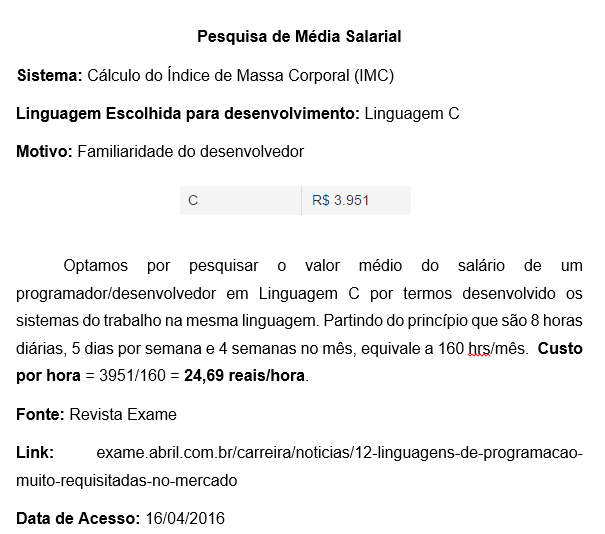 Pesquisa de Média Salarial
Sistema: Cálculo do Índice de Massa Corporal (IMC)
Linguagem Escolhida para desenvolvimento: Linguagem C
Motivo: Familiaridade do desenvolvedor
C R$ 3.951
Optamos por pesquisar o valor médio do salário de um
programador/desenvolvedor em Linguagem C por termos desenvolvido os
sistemas do trabalho na mesma linguagem. Partindo do princípio que são 8 horas
diárias, 5 dias por semana e 4 semanas no mês, equivale a 160 hrs/mês. Custo
por hora = 3951/160 = 24,69 reais/hora.
Fonte: Revista Exame
Link: exame.abril.com.br/carreira/noticias/12-linguagens-de-programacao-
muito-requisitadas-no-mercado
Data de Acesso: 16/04/2016